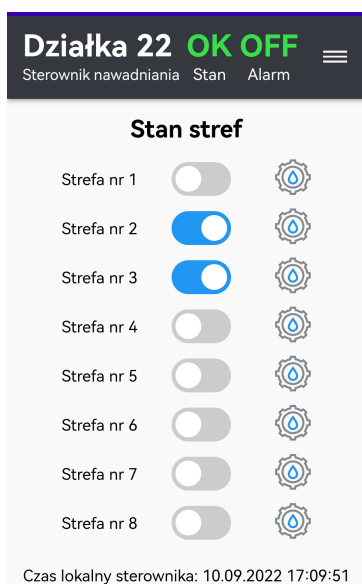 Działka 22 OK OFF
Sterownik nawadniania Stan Alarm
Stan stref
Strefa nr 1
Strefa nr 2
Strefa nr 3
Strefa nr 4
Strefa nr 5
Strefa nr 6
Strefa nr 7
Strefa nr 8
Czas lokalny sterownika: 10.09.2022 17:09:51